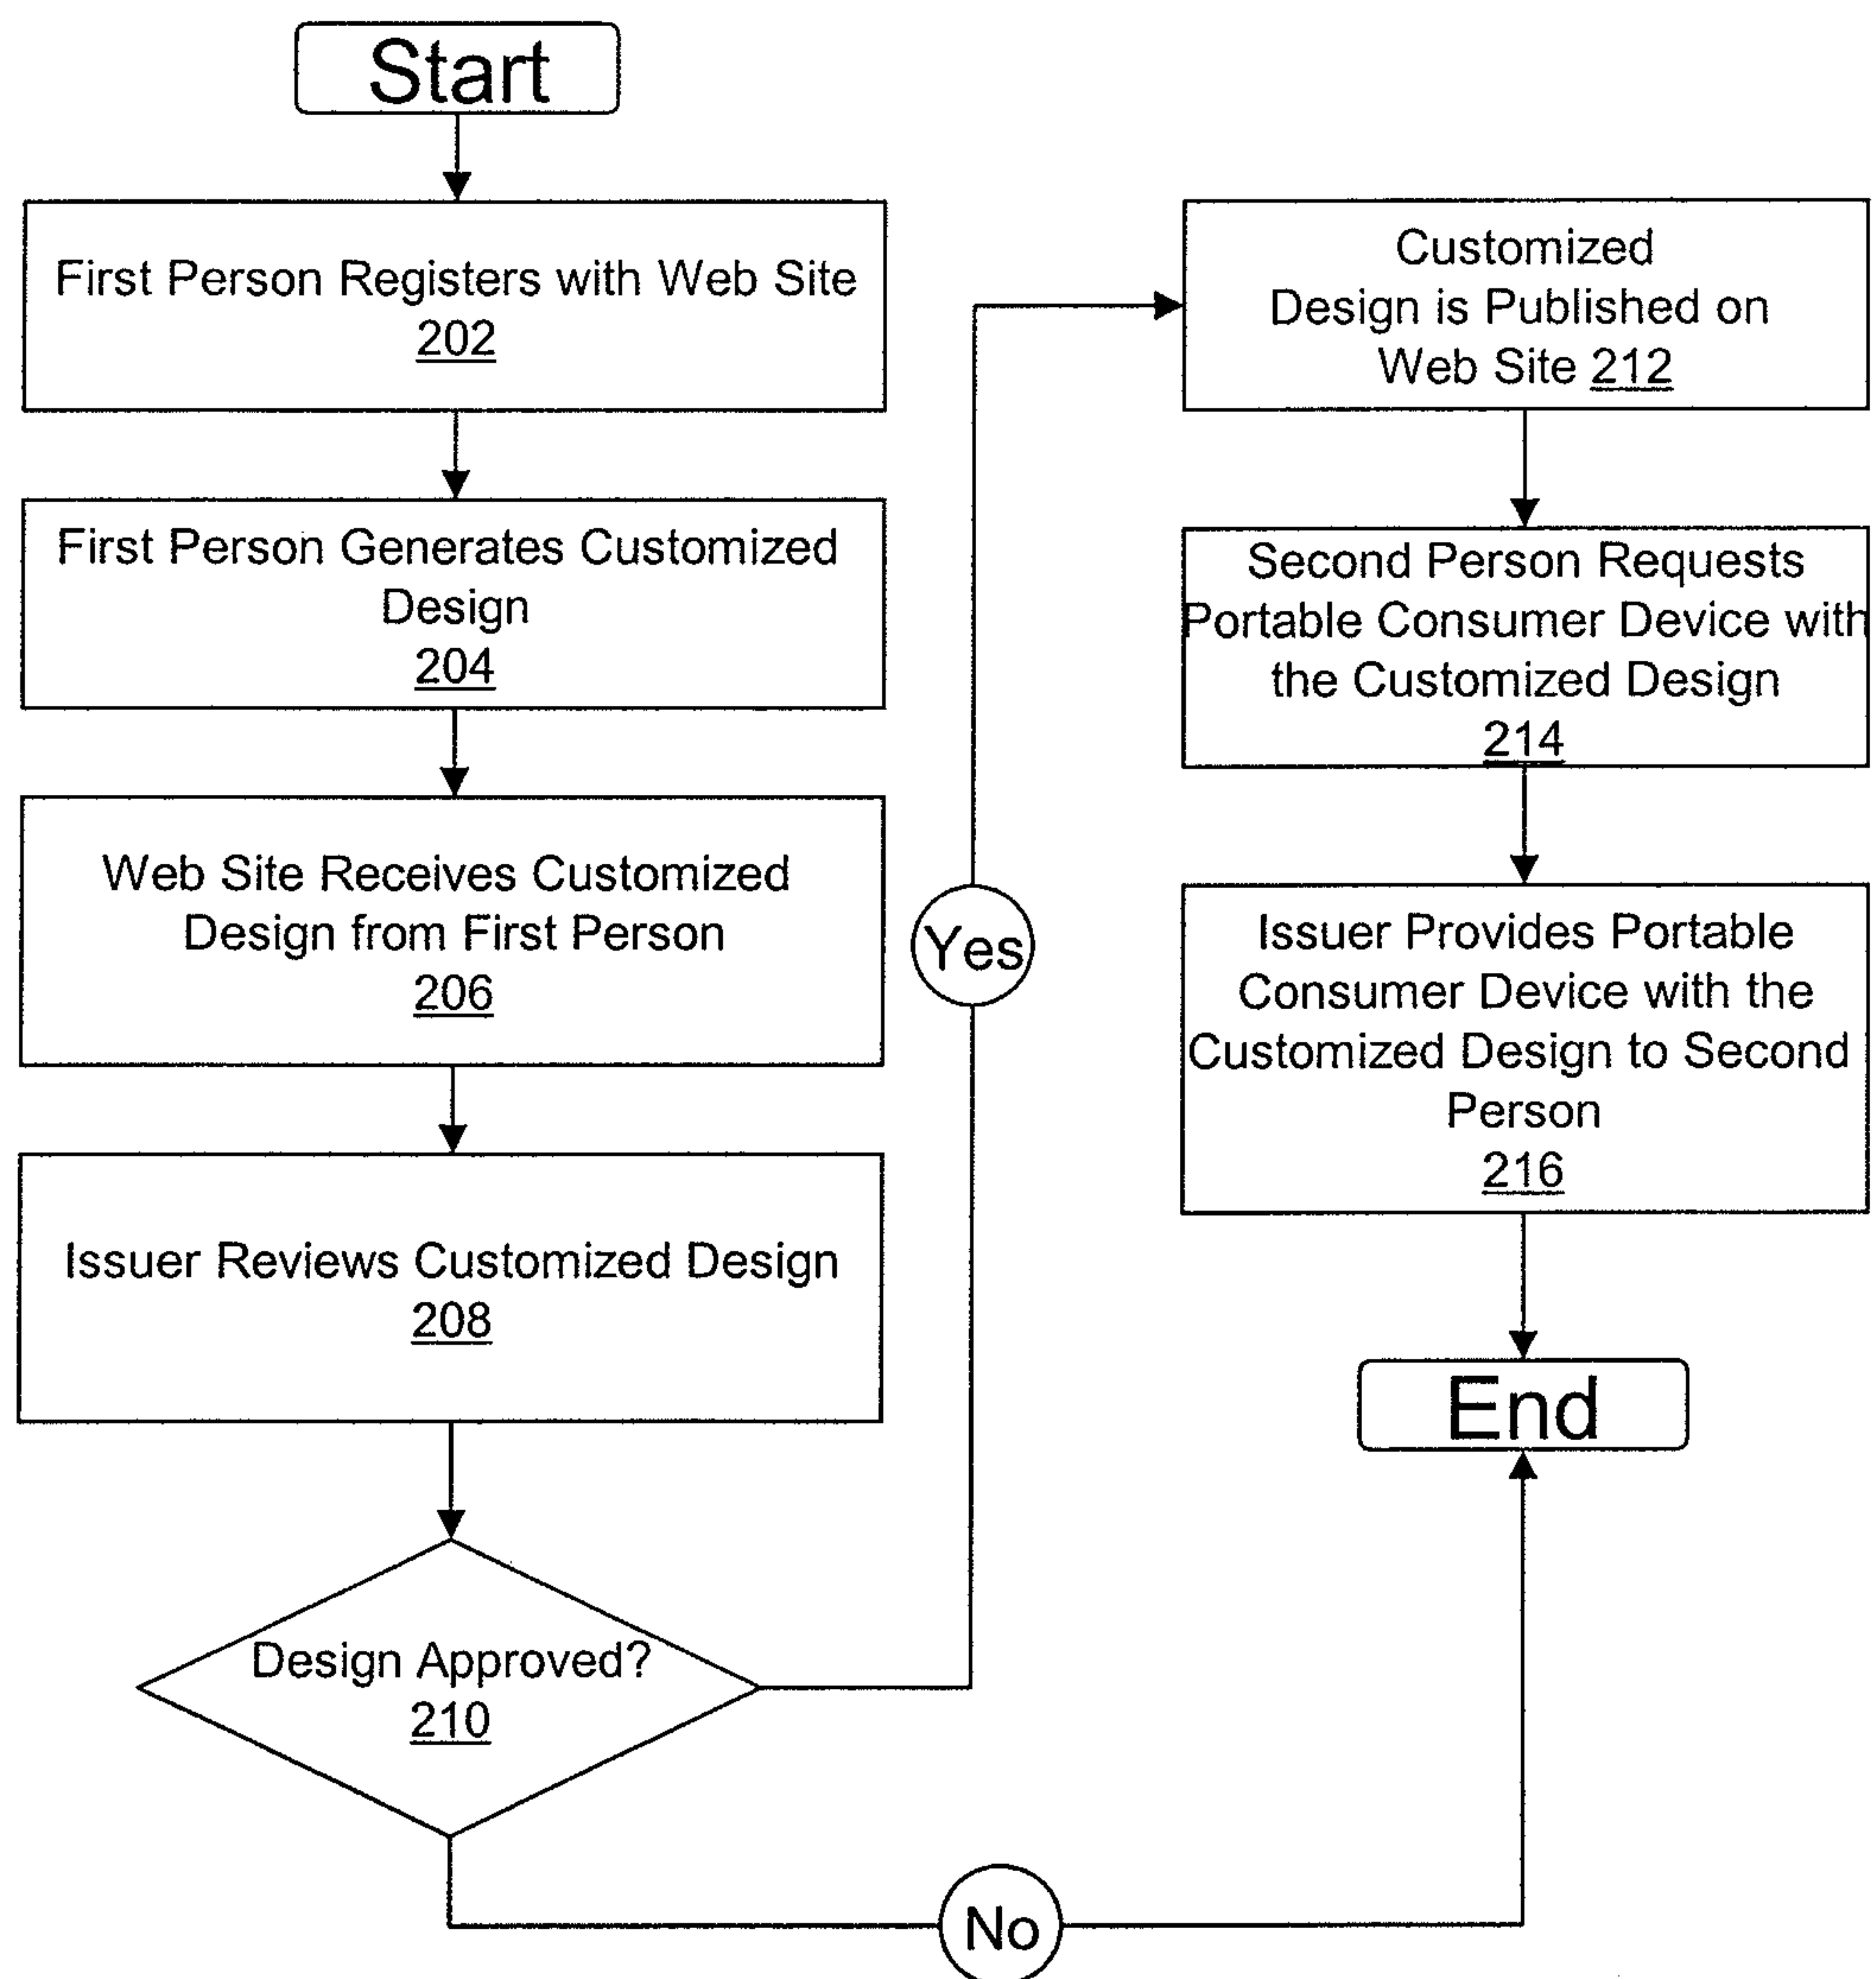 Start
First Person Registers with Web Site
202
First Person Generates Customized
Design
204
Web Site Receives Customized
Design from First Person
206
Issuer Reviews Customized Design
208
Design Approved?
210
Yes
No
Customized
Design is Published on
Web Site 212
Second Person Requests
Portable Consumer Device with
the Customized Design
214
Issuer Provides Portable
Consumer Device with the
Customized Design to Second
Person
216
End